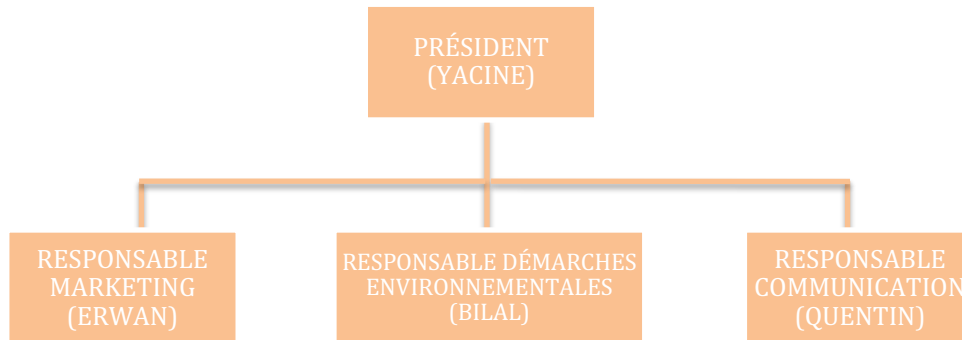 PRÉSIDENT
(YACINE)
RESPONSABLE
MARKETING
(ERWAN)
RESPONSABLE DÉMARCHES
ENVIRONNEMENTALES
(BILAL)
RESPONSABLE
COMMUNICATION
(QUENTIN)